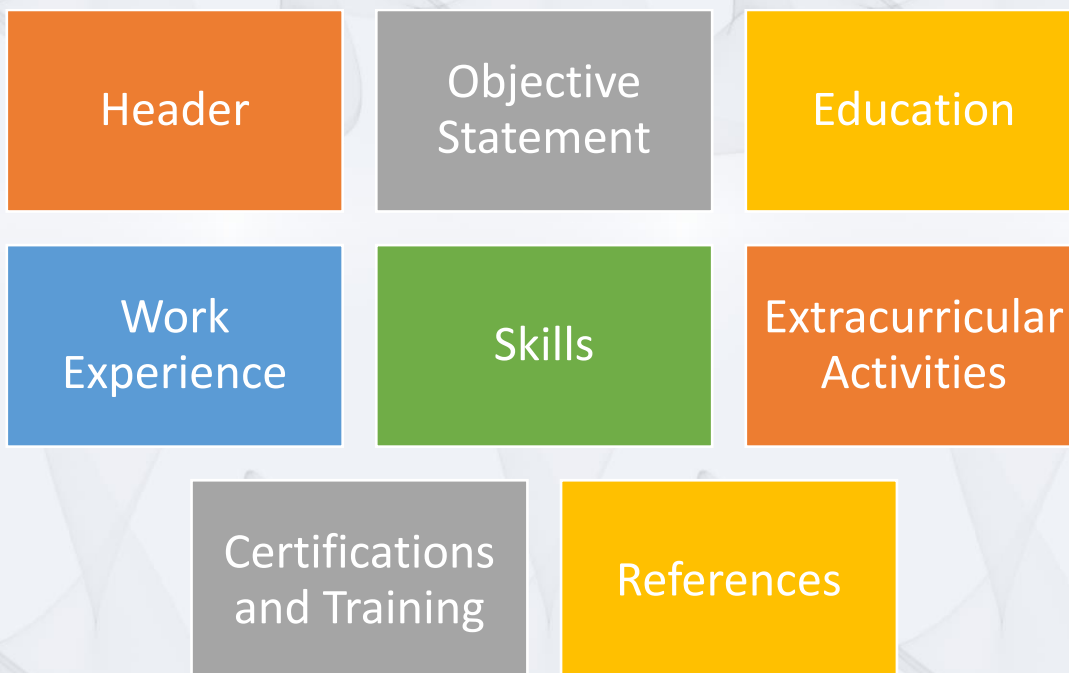 Header
Objective
Statement
Education
Work
Experience
Skills
Extracurricular
Activities
Certifications
and Training
References